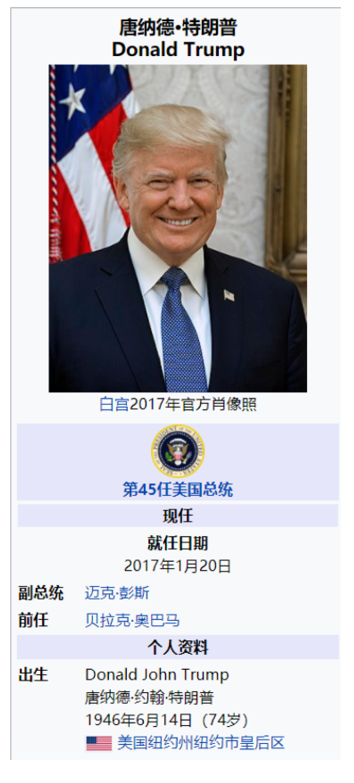 唐纳德·特朗普
Donald Trump
白宫2017年官方肖像照
第45任美国总统
现任
就任日期
2017年1月20日
副总统 迈克·彭斯
前任 贝拉克·奥巴马
个人资料
出生 Donald John Trump
唐纳德·约翰·特朗普
1946年6月14日（74岁）
美国纽约州纽约市皇后区